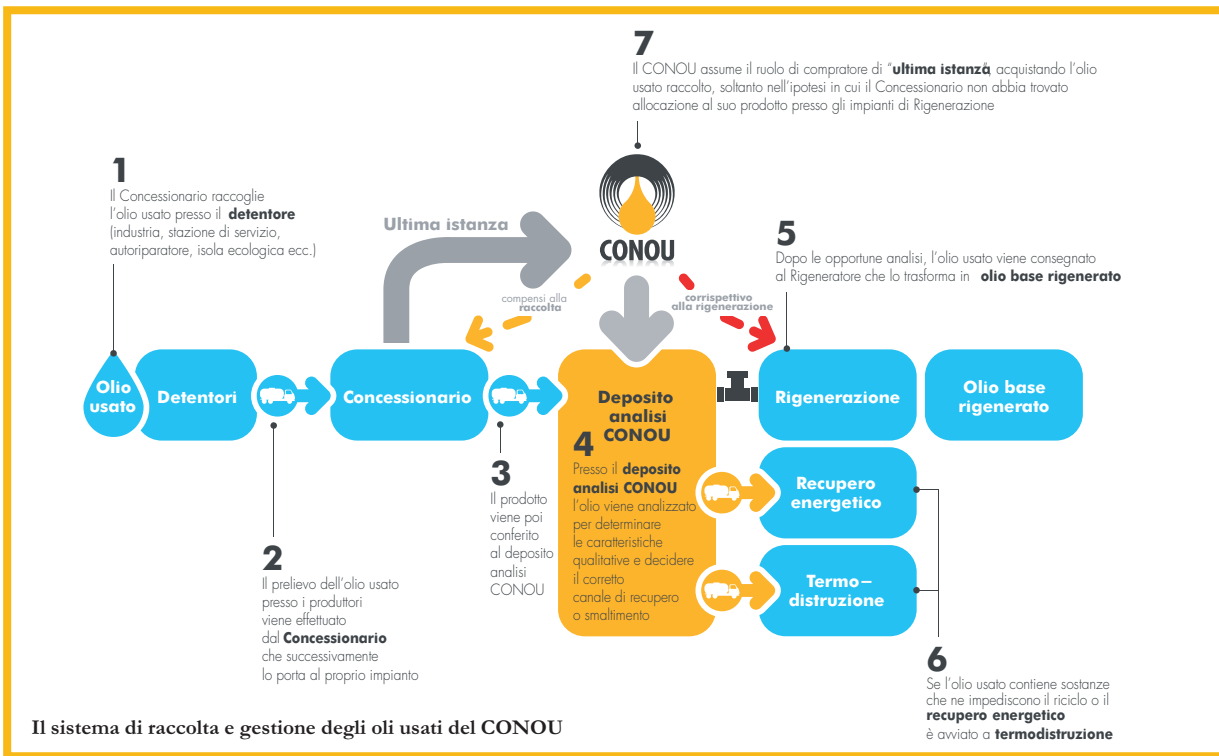 7
Il CONOU assume il ruolo di compratore di "ultima istanza", acquistando l'olio
usato raccolto, soltanto nell'ipotesi in cui il Concessionario non abbia trovato
allocazione al suo prodotto presso gli impianti di Rigenerazione
1
Il Concessionario raccoglie
l'olio usato presso il detentore
(industria, stazione di servizio,
autoriparatore, isola ecologica ecc.)
Ultima istanza
CONOU
5
Dopo le opportune analisi, l'olio usato viene consegnato
al Rigeneratore che lo trasforma in olio base rigenerato
compensi alla
raccolta
corrispettivo
alla rigenerazione
Olio
usato
Detentori
Concessionario
Deposito
analisi
CONOU
Rigenerazione
Olio base
rigenerato
2
Il prelievo dell'olio usato
presso i produttori
viene effettuato
dal Concessionario
che successivamente
lo porta al proprio impianto
3
Il prodotto
viene poi
conferito
al deposito
analisi
CONOU
4
Presso il deposito
analisi CONOU
l'olio viene analizzato
per determinare
le caratteristiche
qualitative e decidere
il corretto
canale di recupero
o smaltimento
Recupero
energetico
Termo–
distruzione
6
Se l'olio usato contiene sostanze
che ne impediscono il riciclo o il
recupero energetico
è avviato a termodistruzione
Il sistema di raccolta e gestione degli oli usati del CONOU